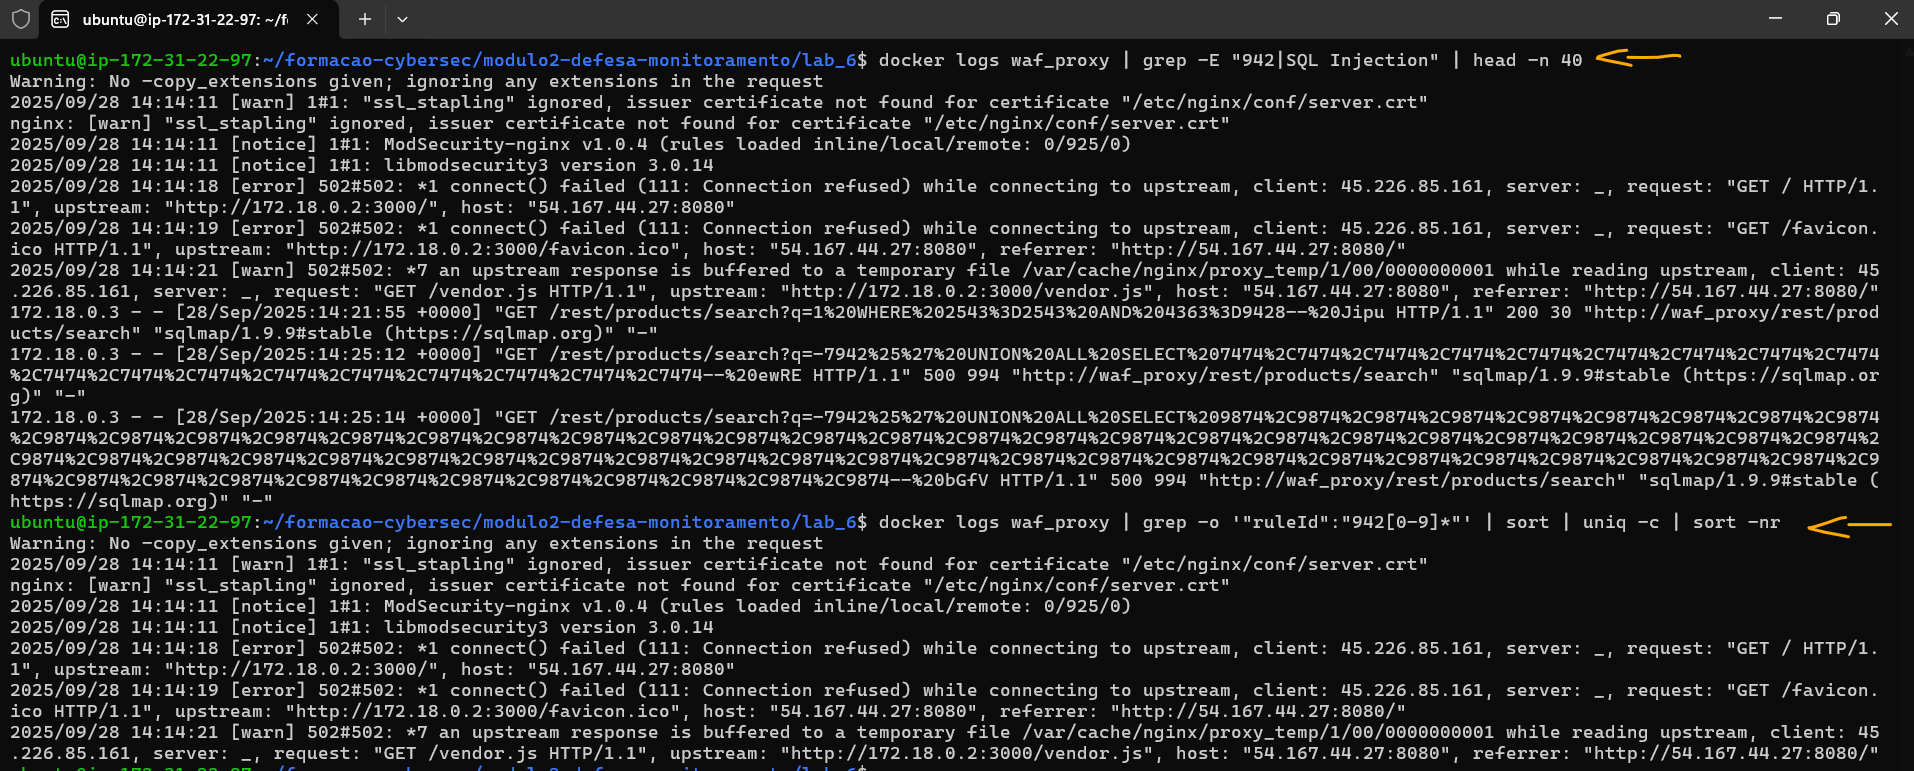 ubuntu@ip-172-31-22-97: ~/fo
ubuntu@ip-172-31-22-97:~/formacao-cybersec/modulo2-defesa-monitoramento/lab_6$ docker logs waf_proxy | grep -E "942|SQL Injection" | head -n 40
Warning: No -copy_extensions given; ignoring any extensions in the request
2025/09/28 14:14:11 [warn] 1#1: "ssl_stapling" ignored, issuer certificate not found for certificate "/etc/nginx/conf/server.crt"
nginx: [warn] "ssl_stapling" ignored, issuer certificate not found for certificate "/etc/nginx/conf/server.crt"
2025/09/28 14:14:11 [notice] 1#1: ModSecurity-nginx v1.0.4 (rules loaded inline/local/remote: 0/925/0)
2025/09/28 14:14:11 [notice] 1#1: libmodsecurity3 version 3.0.14
2025/09/28 14:14:18 [error] 502#502: *1 connect() failed (111: Connection refused) while connecting to upstream, client: 45.226.85.161, server: _, request: "GET / HTTP/1.
1", upstream: "http://172.18.0.2:3000/", host: "54.167.44.27:8080"
2025/09/28 14:14:19 [error] 502#502: *1 connect() failed (111: Connection refused) while connecting to upstream, client: 45.226.85.161, server: _, request: "GET /favicon.
ico HTTP/1.1", upstream: "http://172.18.0.2:3000/favicon.ico", host: "54.167.44.27:8080", referrer: "http://54.167.44.27:8080/"
2025/09/28 14:14:21 [warn] 502#502: *7 an upstream response is buffered to a temporary file /var/cache/nginx/proxy_temp/1/00/0000000001 while reading upstream, client: 45
.226.85.161, server: _, request: "GET /vendor.js HTTP/1.1", upstream: "http://172.18.0.2:3000/vendor.js", host: "54.167.44.27:8080", referrer: "http://54.167.44.27:8080/"
172.18.0.3 - - [28/Sep/2025:14:21:55 +0000] "GET /rest/products/search?q=1%20WHERE%202543%3D2543%20AND%204363%3D9428--%20Jipu HTTP/1.1" 200 30 "http://waf_proxy/rest/prod
ucts/search" "sqlmap/1.9.9#stable (https://sqlmap.org)" "-"
172.18.0.3 - - [28/Sep/2025:14:25:12 +0000] "GET /rest/products/search?q=-7942%25%27%20UNION%20ALL%20SELECT%207474%2C7474%2C7474%2C7474%2C7474%2C7474%2C7474%2C7474%2C7474
%2C7474%2C7474%2C7474%2C7474%2C7474%2C7474%2C7474%2C7474%2C7474%2C7474--%20ewRE HTTP/1.1" 500 994 "http://waf_proxy/rest/products/search" "sqlmap/1.9.9#stable (https://sqlmap.or
g)" "-"
172.18.0.3 - - [28/Sep/2025:14:25:14 +0000] "GET /rest/products/search?q=-7942%25%27%20UNION%20ALL%20SELECT%209874%2C9874%2C9874%2C9874%2C9874%2C9874%2C9874%2C9874%2C9874
%2C9874%2C9874%2C9874%2C9874%2C9874%2C9874%2C9874%2C9874%2C9874%2C9874%2C9874%2C9874%2C9874%2C9874%2C9874%2C9874%2C9874%2C9874%2C9874%2
C9874%2C9874%2C9874%2C9874%2C9874%2C9874%2C9874%2C9874%2C9874%2C9874%2C9874%2C9874%2C9874%2C9874%2C9874%2C9874%2C9874%2C9874%2C9874%2C9
874%2C9874%2C9874%2C9874%2C9874%2C9874%2C9874%2C9874%2C9874%2C9874%2C9874--%20bGfV HTTP/1.1" 500 994 "http://waf_proxy/rest/products/search" "sqlmap/1.9.9#stable (
https://sqlmap.org)" "-"
ubuntu@ip-172-31-22-97:~/formacao-cybersec/modulo2-defesa-monitoramento/lab_6$ docker logs waf_proxy | grep -o '"ruleId":"942[0-9]*"' | sort | uniq -c | sort -nr
Warning: No -copy_extensions given; ignoring any extensions in the request
2025/09/28 14:14:11 [warn] 1#1: "ssl_stapling" ignored, issuer certificate not found for certificate "/etc/nginx/conf/server.crt"
nginx: [warn] "ssl_stapling" ignored, issuer certificate not found for certificate "/etc/nginx/conf/server.crt"
2025/09/28 14:14:11 [notice] 1#1: ModSecurity-nginx v1.0.4 (rules loaded inline/local/remote: 0/925/0)
2025/09/28 14:14:11 [notice] 1#1: libmodsecurity3 version 3.0.14
2025/09/28 14:14:18 [error] 502#502: *1 connect() failed (111: Connection refused) while connecting to upstream, client: 45.226.85.161, server: _, request: "GET / HTTP/1.
1", upstream: "http://172.18.0.2:3000/", host: "54.167.44.27:8080"
2025/09/28 14:14:19 [error] 502#502: *1 connect() failed (111: Connection refused) while connecting to upstream, client: 45.226.85.161, server: _, request: "GET /favicon.
ico HTTP/1.1", upstream: "http://172.18.0.2:3000/favicon.ico", host: "54.167.44.27:8080", referrer: "http://54.167.44.27:8080/"
2025/09/28 14:14:21 [warn] 502#502: *7 an upstream response is buffered to a temporary file /var/cache/nginx/proxy_temp/1/00/0000000001 while reading upstream, client: 45
.226.85.161, server: _, request: "GET /vendor.js HTTP/1.1", upstream: "http://172.18.0.2:3000/vendor.js", host: "54.167.44.27:8080", referrer: "http://54.167.44.27:8080/"
ubuntu@ip-172-31-22-97:~/formacao-cybersec/modulo2-defesa-monitoramento/lab_6$